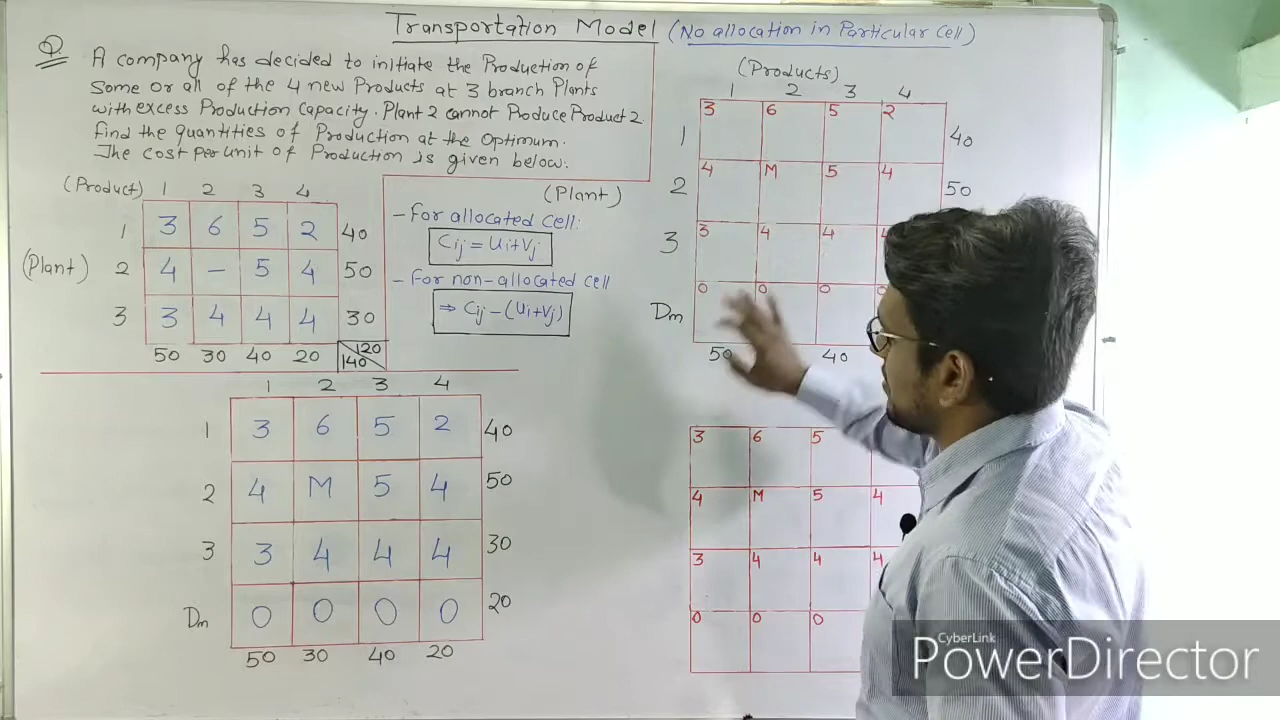 Transportation Model (No allocation in Particular Cell)
Q A company has decided to initiate the Production of
Some or all of the 4 new Products at 3 branch Plants
with excess Production Capacity. Plant 2 cannot Produce Product 2
find the quantities of Production at the Optimum.
The cost per unit of Production is given below:
(Product) 1 2 3 4
1 3 6 5 2 40
(Plant) 2 4 – 5 4 50
3 3 4 4 4 30
50 30 40 20 120
140
- For allocated cell:
Cij = Ui+Vj
- For non-allocated cell
⇒ Cij – (Ui+Vj)
1 2 3 4
1 3 6 5 2 40
2 4 M 5 4 50
3 3 4 4 4 30
Dm 0 0 0 0 20
50 30 40 20
(Products)
1 2 3 4
(Plant)
1 3 6 5 2 40
2 4 M 5 4 50
3 3 4 4
Dm 0 0 0 0
50 40
3 6 5
4 M 5 4
3 4 4 4
0 0 0
CyberLink
PowerDirector